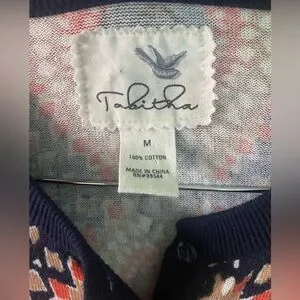 Tabitha
M
100% COTTON
MADE IN CHINA
RN#98544